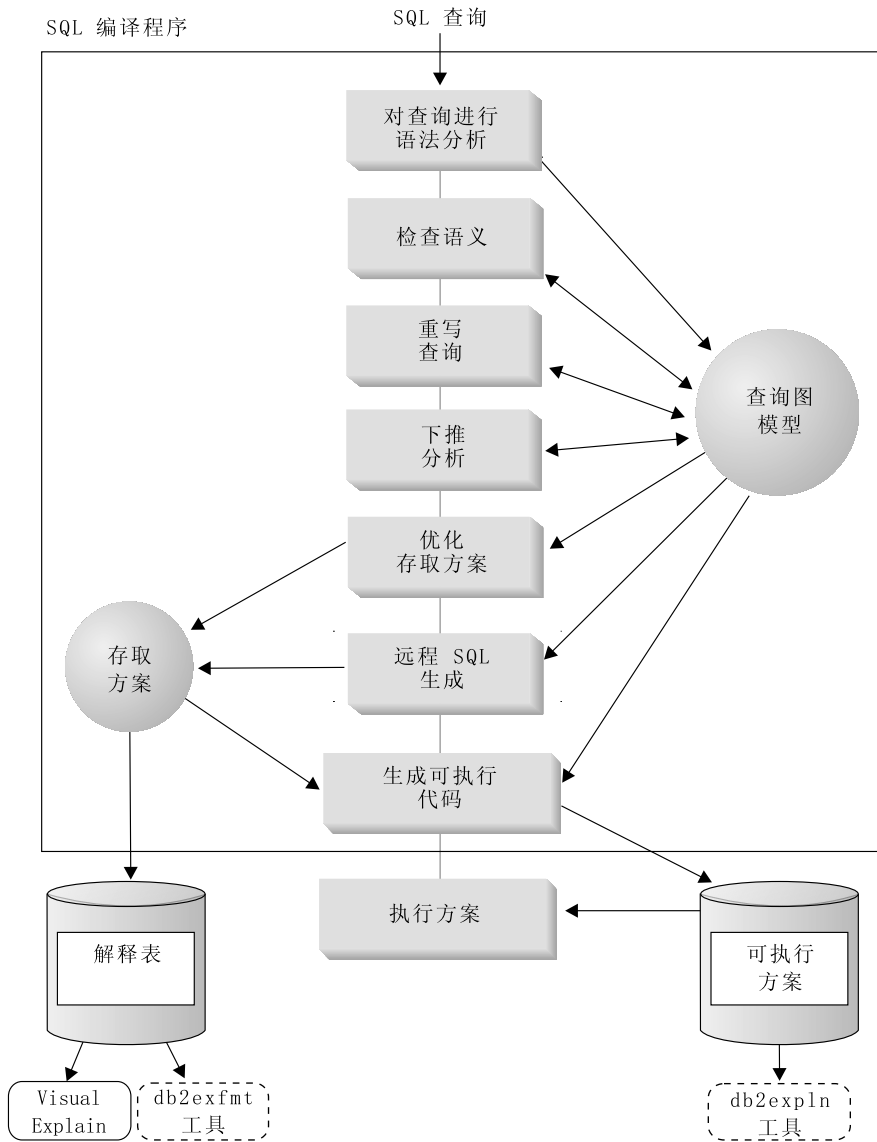 SQL 编译程序
SQL 查询
对查询进行
语法分析
检查语义
重写
查询
查询图
模型
下推
分析
优化
存取方案
存取
方案
远程 SQL
生成
生成可执行
代码
执行方案
解释表
可执行
方案
Visual
Explain
db2exfmt
工具
db2expln
工具